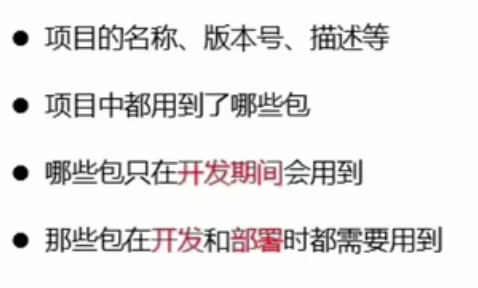 ● 项目的名称、版本号、描述等
● 项目中都用到了哪些包
● 哪些包只在开发期间会用到
● 那些包在开发和部署时都需要用到